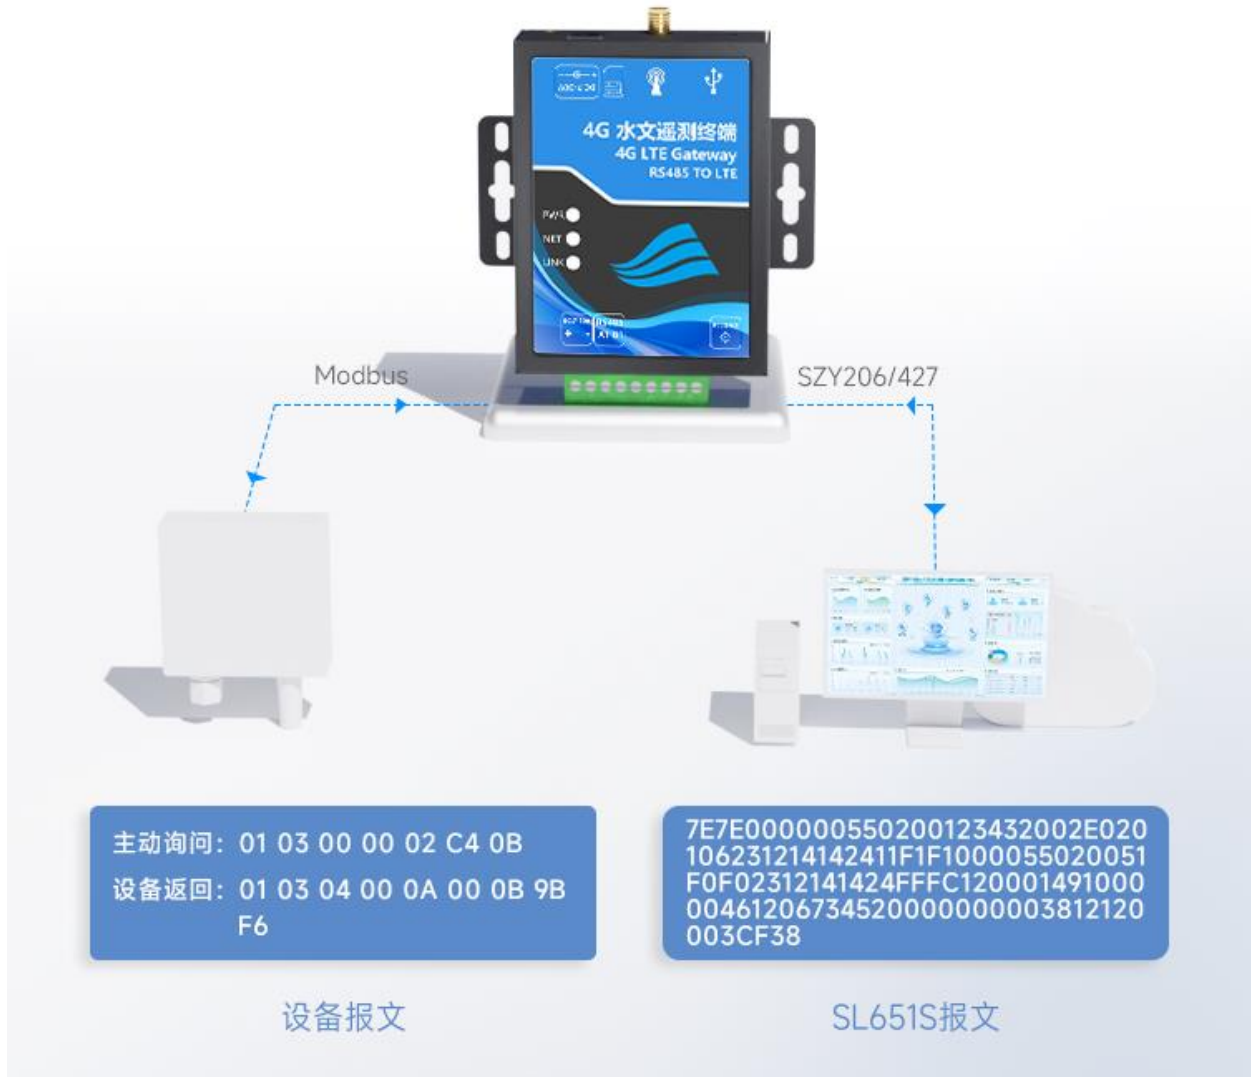 4G 水文遥测终端
4G LTE Gateway
RS485 TO LTE
PWR
NET
LINK
RS485
Modbus
SZY206/427
主动询问：01 03 00 00 02 C4 0B
设备返回：01 03 04 00 0A 00 0B 9B
F6
7E7E000000550200123432002E020
106231214142411F1F1000055020051
F0F02312141424FFFC120001491000
004612067345200000000003812120
003CF38
设备报文
SL651S报文